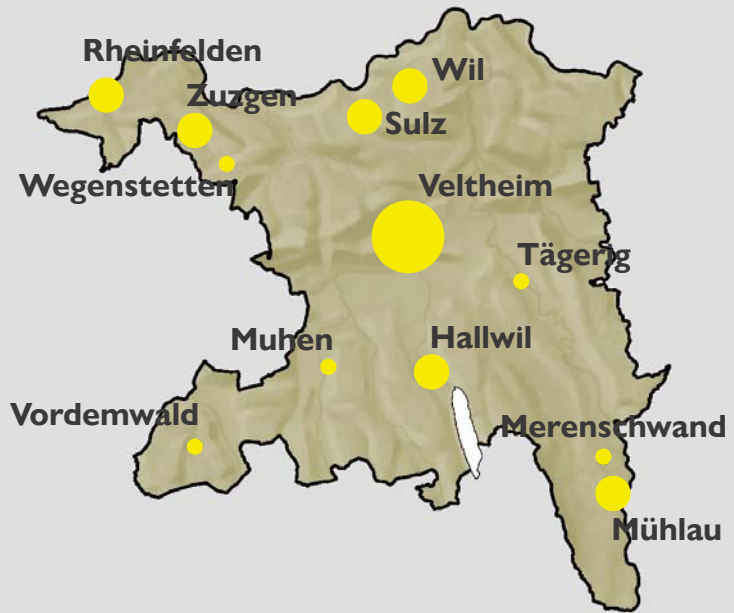 Rheinfelden
Wil
Zuzgen
Sulz
Wegenstetten
Veltheim
Tägerig
Muhen
Hallwil
Vordemwald
Merenschwand
Mühlau